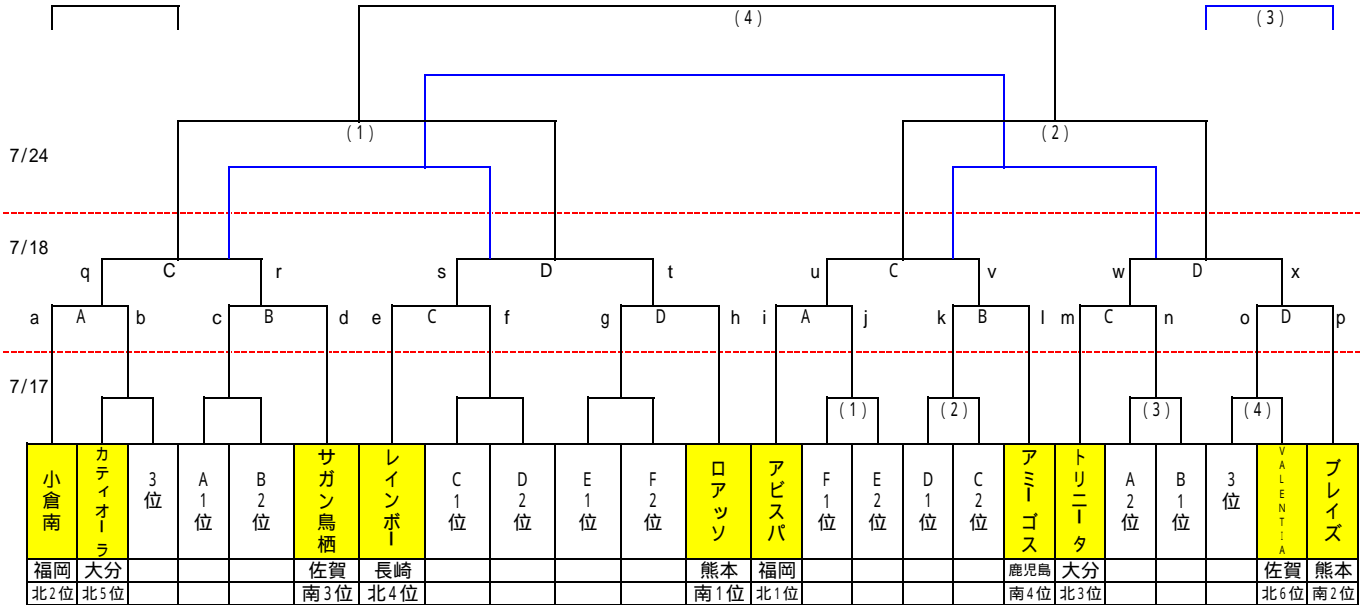 (4) (3)
(1) (2)
7/24
7/18
q C r s D t u C v w D x
a A b c B d e C f g D h i A j k B l m C n o D p
7/17
(1) (2) (3) (4)
小倉南 カティオーラ 3位 A1位 B2位 サガン鳥栖 レインボー C1位 D2位 E1位 F2位 ロアッソ アビスパ F1位 E2位 D1位 C2位 アミーゴス トリニータ A2位 B1位 3位 VALENTIA ブレイズ
福岡 大分 佐賀 長崎 熊本 福岡 鹿児島 大分 佐賀 熊本
北2位 北5位 南3位 北4位 南1位 北1位 南4位 北3位 北6位 南2位